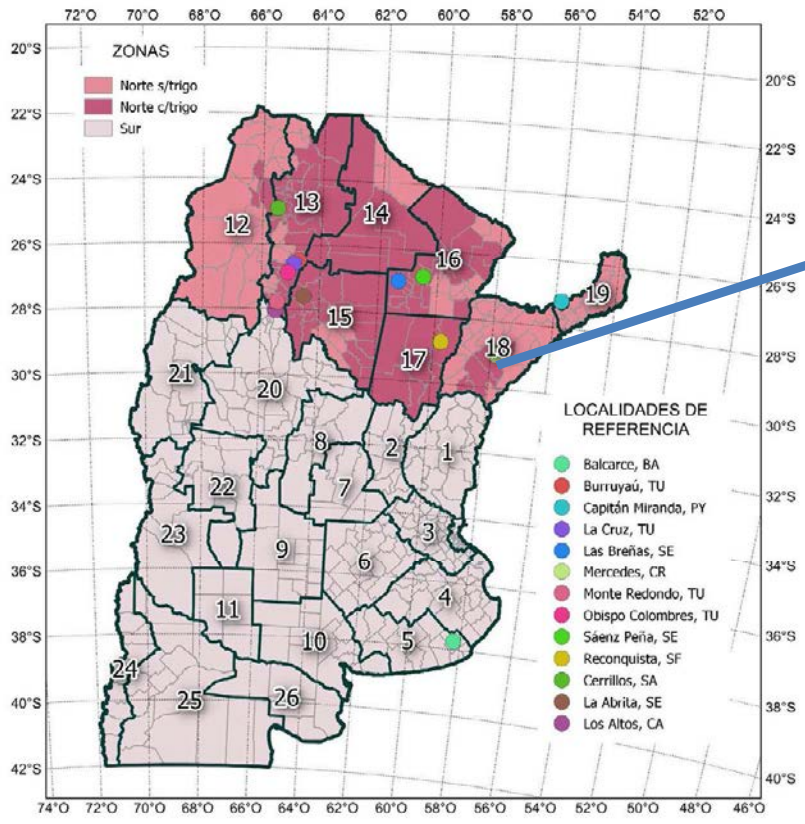 72°O 70°O 68°O 66°O 64°O 62°O 60°O 58°O 56°O 54°O 52°O
ZONAS
Norte s/trigo
Norte c/trigo
Sur
20°S
22°S
24°S
26°S
28°S
30°S
32°S
34°S
36°S
38°S
40°S
42°S
20°S
22°S
24°S
26°S
28°S
30°S
32°S
34°S
36°S
38°S
40°S
12
13
14
16
19
15
17
18
21
20
8
2
1
22
7
23
9
3
6
4
11
10
5
24
25
26
LOCALIDADES DE
REFERENCIA
Balcarce, BA
Burruyaú, TU
Capitán Miranda, PY
La Cruz, TU
Las Breñas, SE
Mercedes, CR
Monte Redondo, TU
Obispo Colombres, TU
Sáenz Peña, SE
Reconquista, SF
Cerrillos, SA
La Abrita, SE
Los Altos, CA
74°O 72°O 70°O 68°O 66°O 64°O 62°O 60°O 58°O 56°O 54°O 52°O 50°O 48°O 46°O